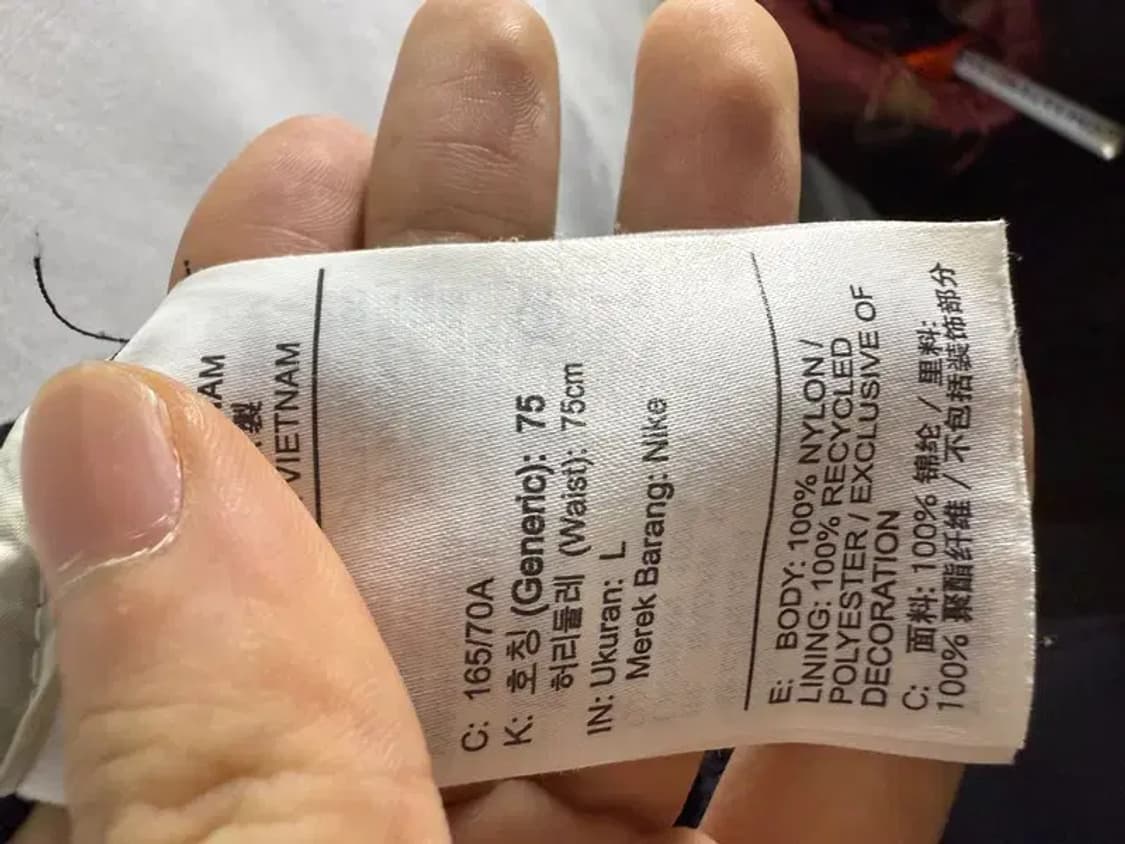 AM
製
VIETNAM
C: 165/70A
K: 호칭 (Generic): 75
허리둘레 (Waist): 75cm
IN: Ukuran: L
Merek Barang: Nike
E: BODY: 100% NYLON /
LINING: 100% RECYCLED
POLYESTER / EXCLUSIVE OF
DECORATION
C: 面料: 100% 锦纶 / 里料:
100% 聚酯纤维 / 不包括装饰部分